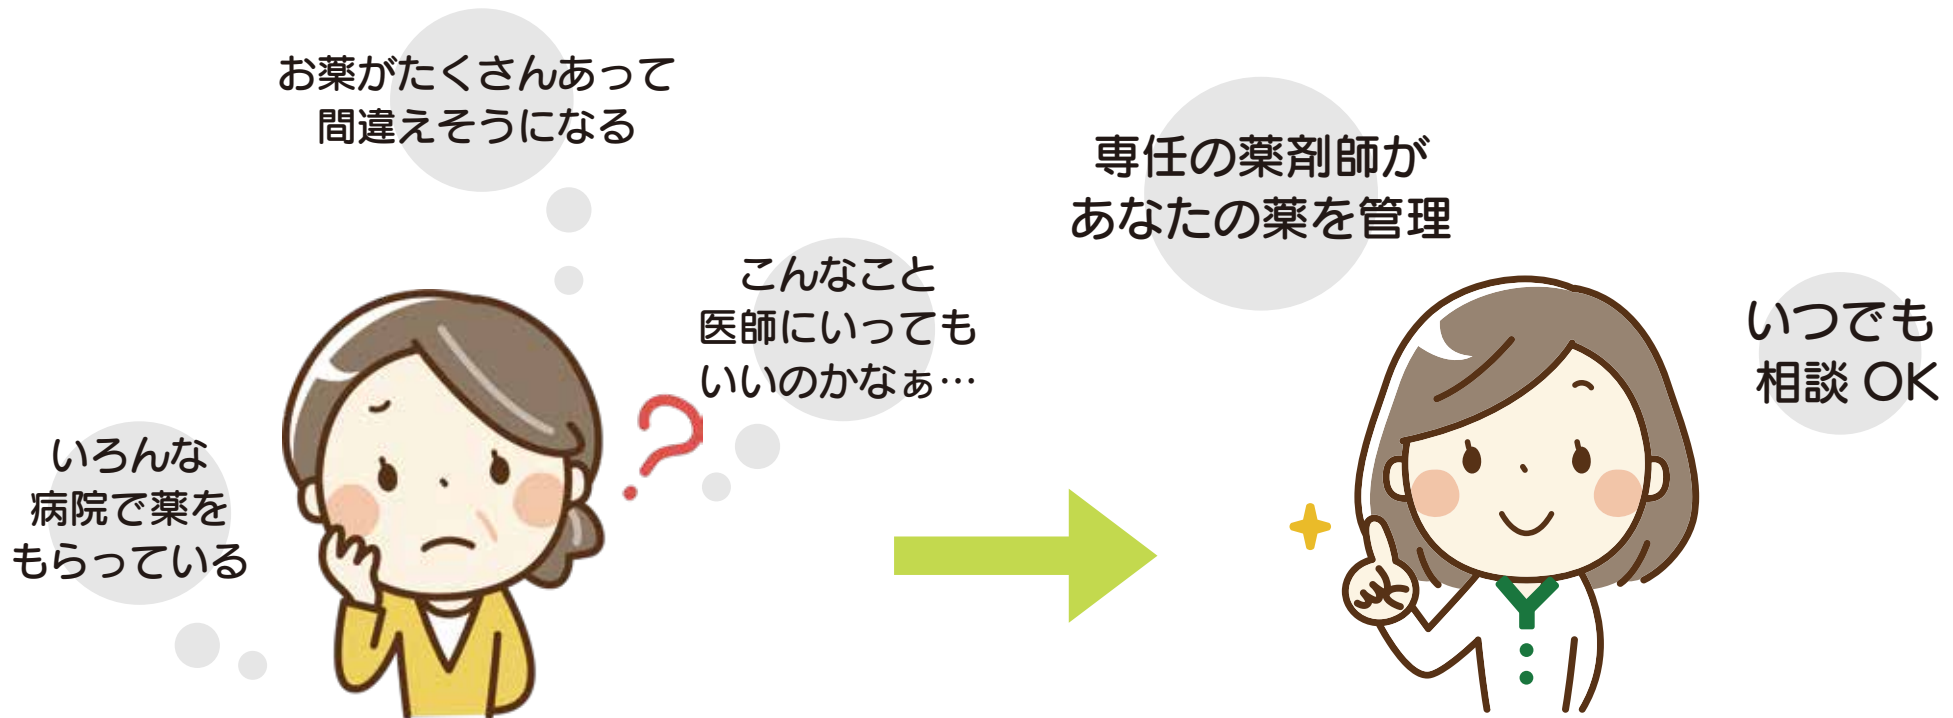 お薬がたくさんあって
間違えそうになる
こんなこと
医師にいっても
いいのかなぁ…
いろんな
病院で薬を
もらっている
専任の薬剤師が
あなたの薬を管理
いつでも
相談 OK